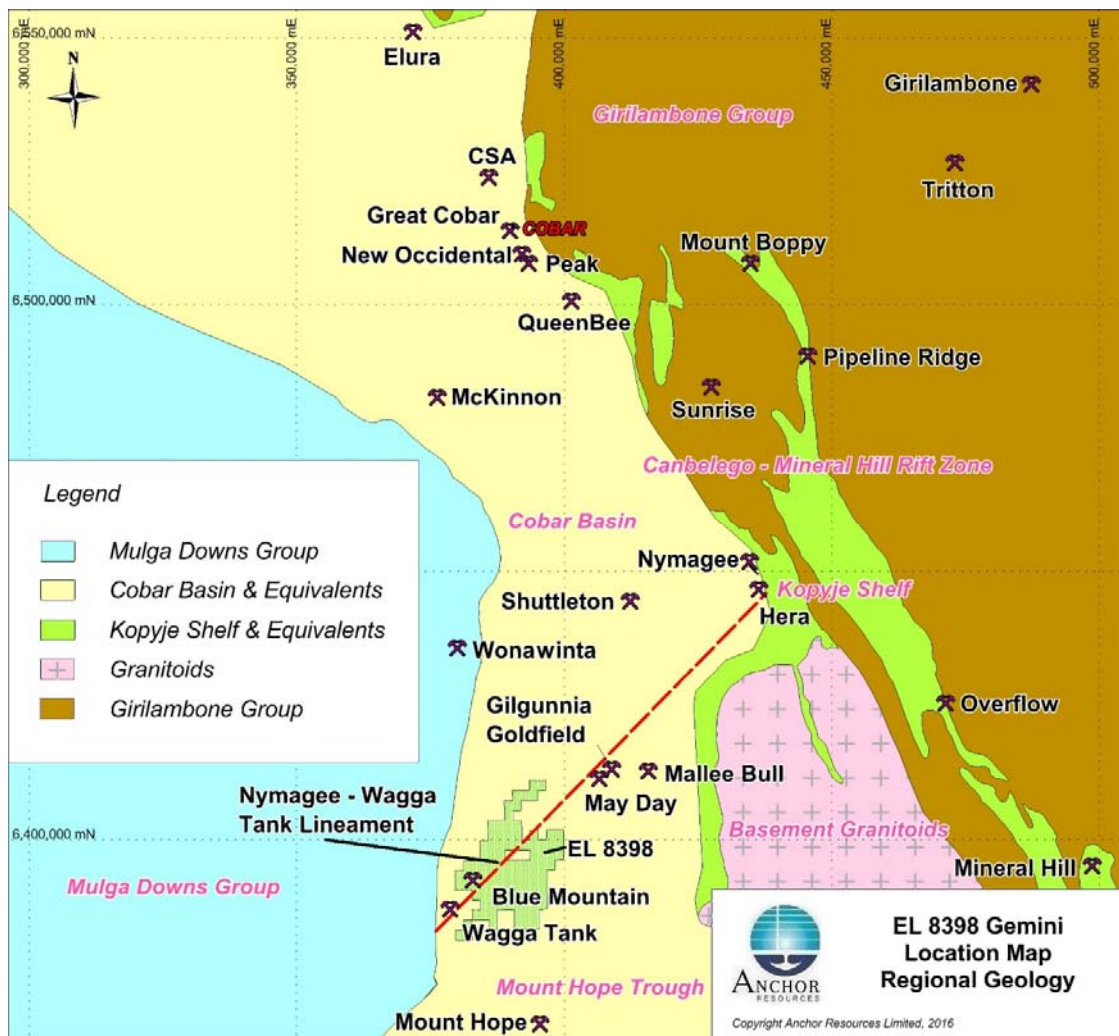 300,000 mE
350,000 mE
400,000 mE
450,000 mE
500,000 mE
6,550,000 mN
N
Elura
Girilambone
Girilambone Group
CSA
Tritton
Great Cobar
COBAR
New Occidental
Peak
Mount Boppy
6,500,000 mN
QueenBee
Pipeline Ridge
McKinnon
Sunrise
Canbelego - Mineral Hill Rift Zone
Cobar Basin
Legend
Mulga Downs Group
Cobar Basin & Equivalents
Kopyje Shelf & Equivalents
Granitoids
Girilambone Group
Nymagee
Kopyje Shelf
Shuttleton
Hera
Wonawinta
Overflow
Gilgunnia
Goldfield
Mallee Bull
May Day
Nymagee - Wagga
Tank Lineament
6,400,000 mN
EL 8398
Basement Granitoids
Mineral Hill
Mulga Downs Group
Blue Mountain
Wagga Tank
Mount Hope Trough
Mount Hope
ANCHOR
RESOURCES
EL 8398 Gemini
Location Map
Regional Geology
Copyright Anchor Resources Limited, 2016